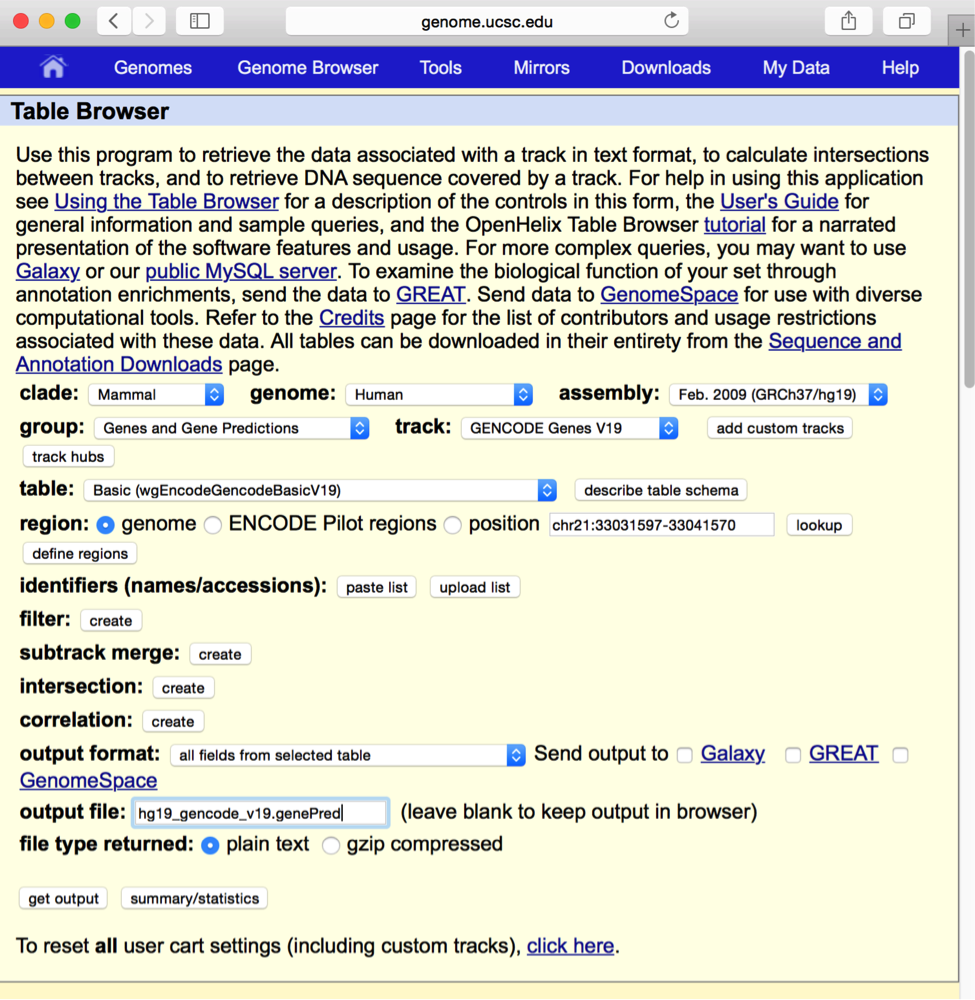 genome.ucsc.edu
Genomes Genome Browser Tools Mirrors Downloads My Data Help
Table Browser
Use this program to retrieve the data associated with a track in text format, to calculate intersections
between tracks, and to retrieve DNA sequence covered by a track. For help in using this application
see Using the Table Browser for a description of the controls in this form, the User's Guide for
general information and sample queries, and the OpenHelix Table Browser tutorial for a narrated
presentation of the software features and usage. For more complex queries, you may want to use
Galaxy or our public MySQL server. To examine the biological function of your set through
annotation enrichments, send the data to GREAT. Send data to GenomeSpace for use with diverse
computational tools. Refer to the Credits page for the list of contributors and usage restrictions
associated with these data. All tables can be downloaded in their entirety from the Sequence and
Annotation Downloads page.
clade: Mammal genome: Human assembly: Feb. 2009 (GRCh37/hg19)
group: Genes and Gene Predictions track: GENCODE Genes V19 add custom tracks
track hubs
table: Basic (wgEncodeGencodeBasicV19) describe table schema
region: genome ENCODE Pilot regions position chr21:33031597-33041570 lookup
define regions
identifiers (names/accessions): paste list upload list
filter: create
subtrack merge: create
intersection: create
correlation: create
output format: all fields from selected table Send output to Galaxy GREAT
GenomeSpace
output file: hg19_gencode_v19.genePred (leave blank to keep output in browser)
file type returned: plain text gzip compressed
get output summary/statistics
To reset all user cart settings (including custom tracks), click here.